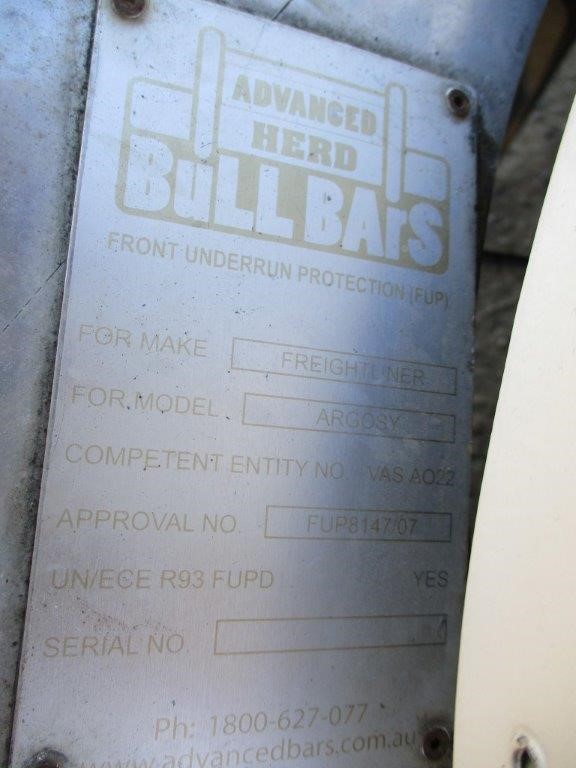 ADVANCED
HERD
BuLL BArS
FRONT UNDERRUN PROTECTION (FUP)
FOR MAKE FREIGHTLINER
FOR MODEL ARGOSY
COMPETENT ENTITY NO VAS AO22
APPROVAL NO. FUP8147/07
UN/ECE R93 FUPD YES
SERIAL NO.
Ph: 1800-627-077
www.advancedbars.com.au